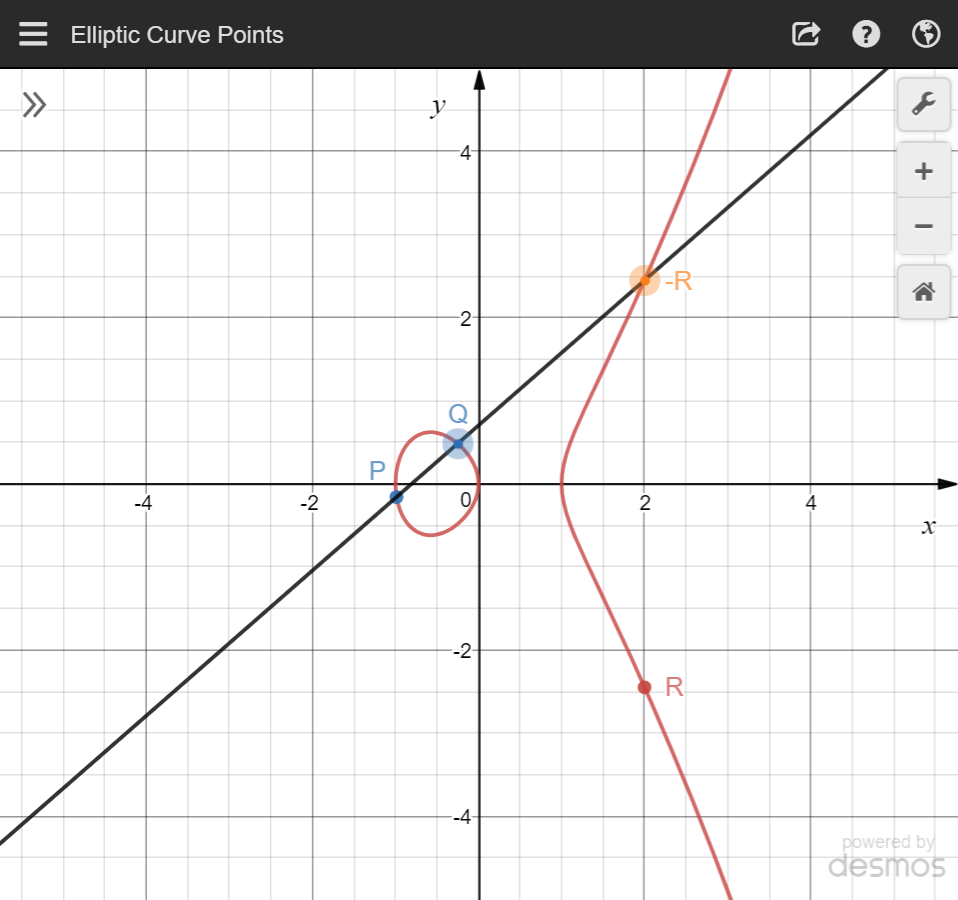 Elliptic Curve Points
y
4
-R
2
Q
P
-4
-2
0
2
4
x
-2
R
-4
powered by
desmos